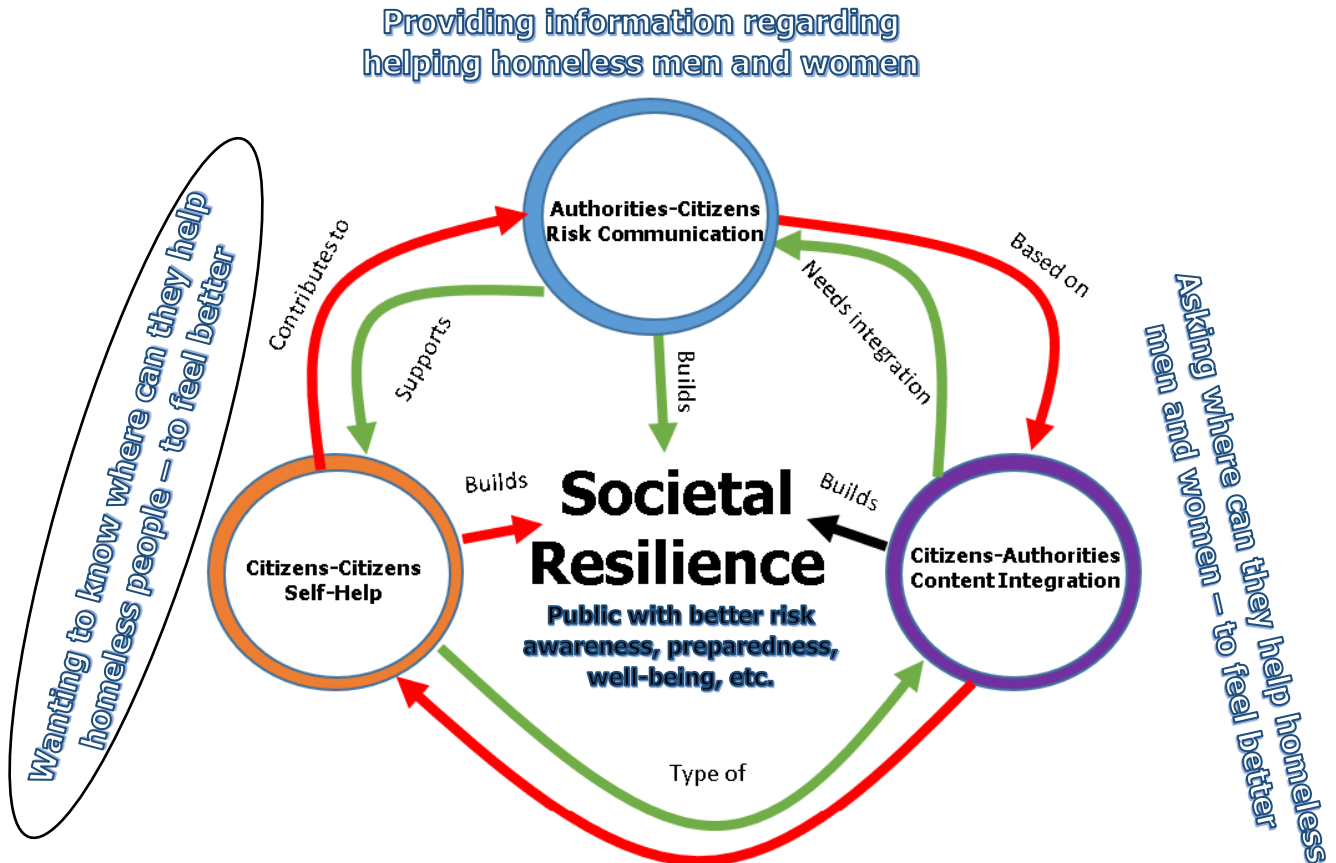 Providing information regarding
helping homeless men and women
Authorities-Citizens
Risk Communication
Contributes to
Supports
Builds
Needs integration
Based on
Wanting to know where can they help
homeless people – to feel better
Asking where can they help homeless
men and women – to feel better
Citizens-Citizens
Self-Help
Builds
Societal
Resilience
Public with better risk
awareness, preparedness,
well-being, etc.
Builds
Citizens-Authorities
Content Integration
Type of